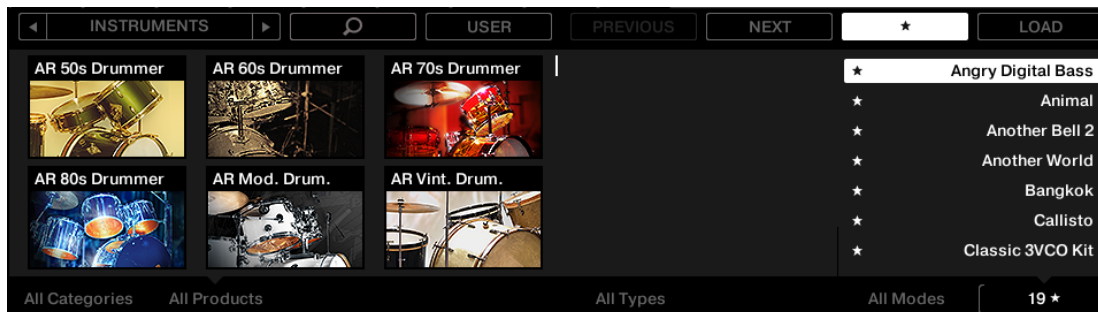 INSTRUMENTS
USER
PREVIOUS
NEXT
★
LOAD
AR 50s Drummer
AR 60s Drummer
AR 70s Drummer
AR 80s Drummer
AR Mod. Drum.
AR Vint. Drum.
★ Angry Digital Bass
★ Animal
★ Another Bell 2
★ Another World
★ Bangkok
★ Callisto
★ Classic 3VCO Kit
All Categories
All Products
All Types
All Modes
19 ★